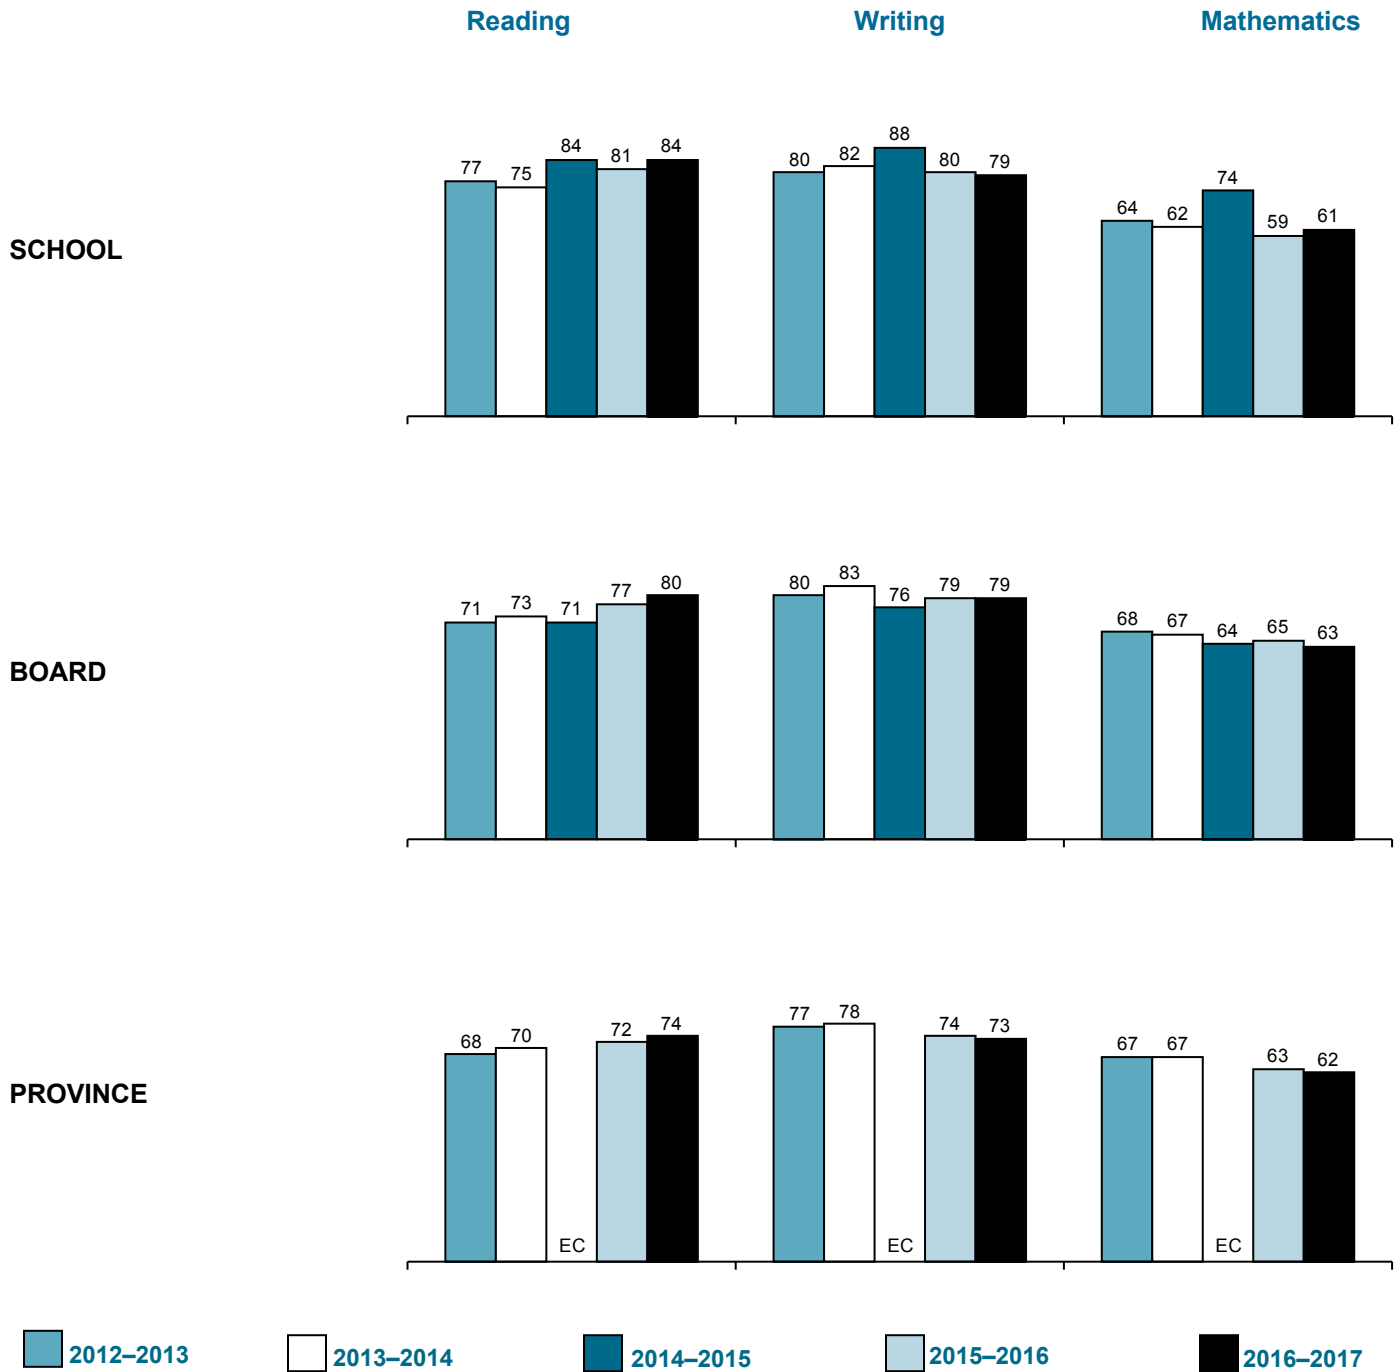 Reading Writing Mathematics
SCHOOL
77 75 84 81 84 80 82 88 80 79 64 62 74 59 61
BOARD
71 73 71 77 80 80 83 76 79 79 68 67 64 65 63
PROVINCE
68 70 EC 72 74 77 78 EC 74 73 67 67 EC 63 62
2012–2013 2013–2014 2014–2015 2015–2016 2016–2017